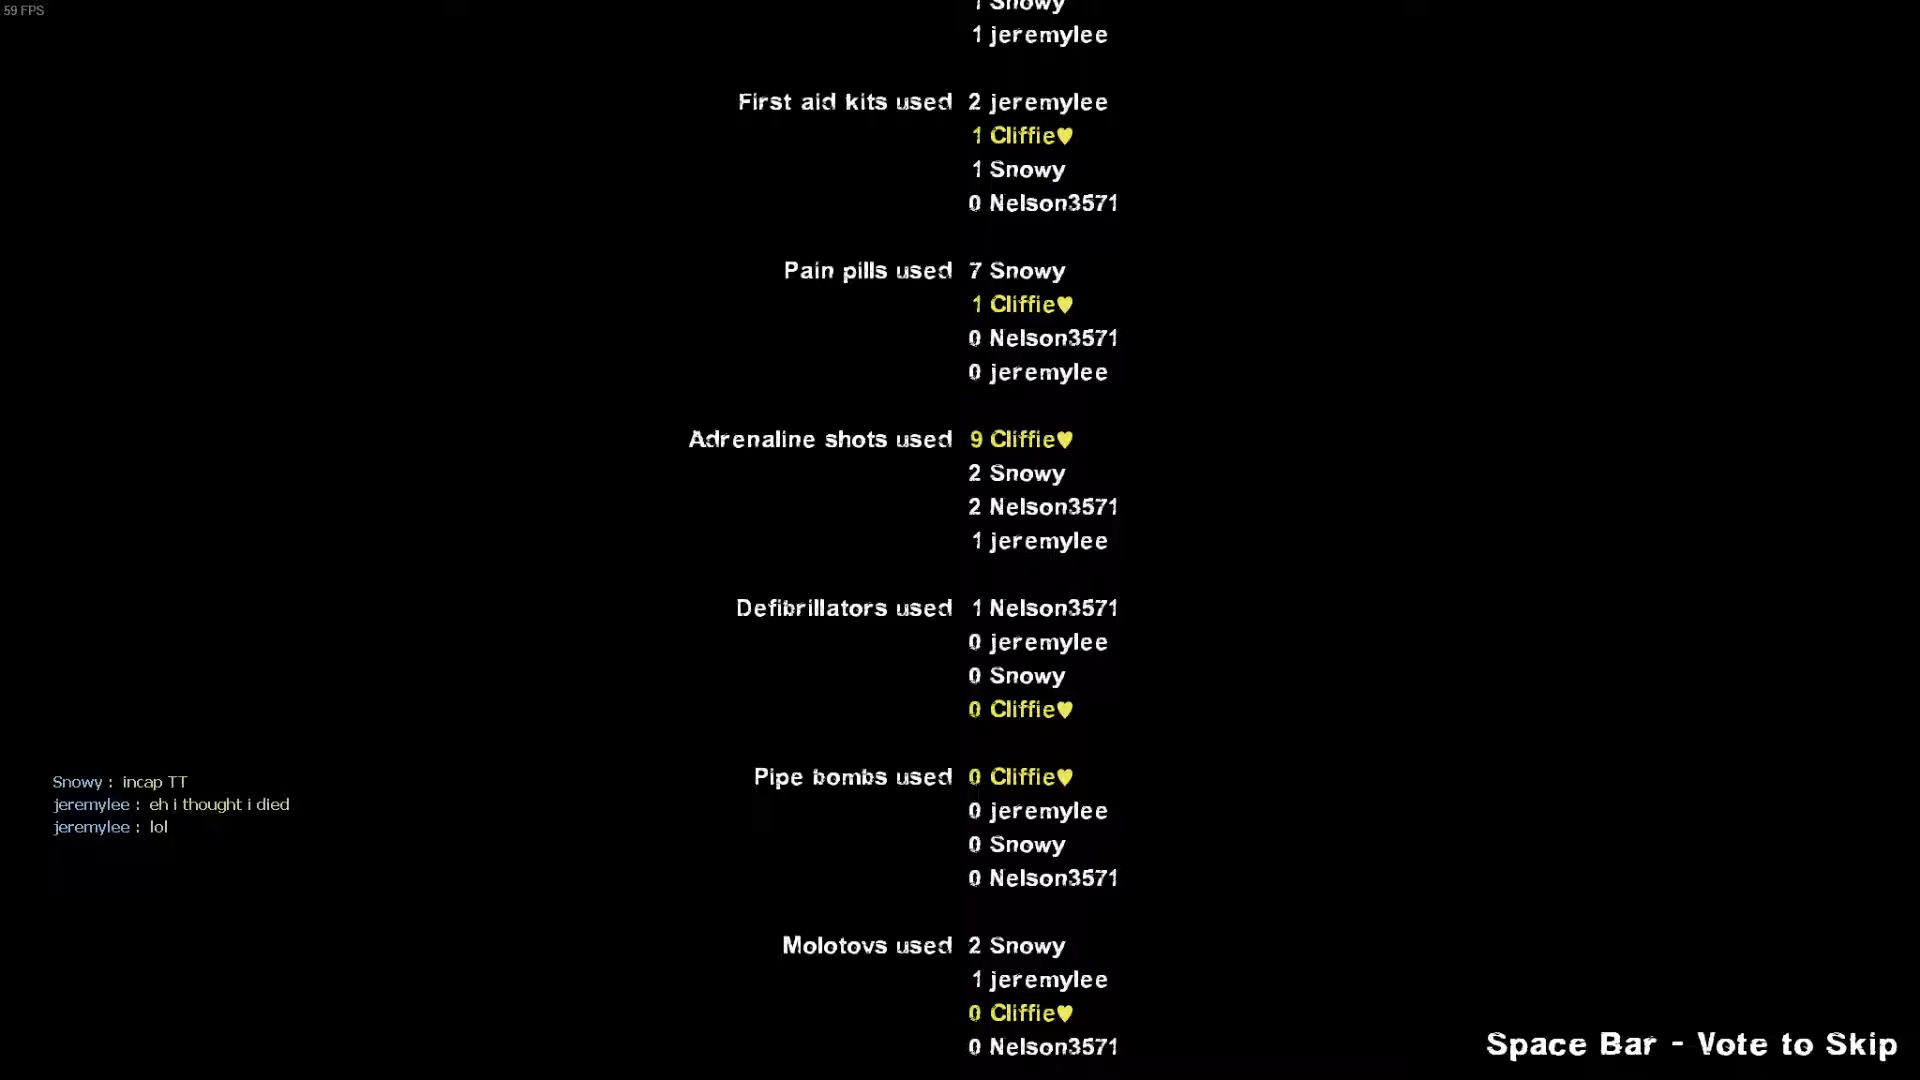 59 FPS
1 Snowy
1 jeremylee
First aid kits used 2 jeremylee
1 Cliffie♥
1 Snowy
0 Nelson3571
Pain pills used 7 Snowy
1 Cliffie♥
0 Nelson3571
0 jeremylee
Adrenaline shots used 9 Cliffie♥
2 Snowy
2 Nelson3571
1 jeremylee
Defibrillators used 1 Nelson3571
0 jeremylee
0 Snowy
0 Cliffie♥
Pipe bombs used 0 Cliffie♥
0 jeremylee
0 Snowy
0 Nelson3571
Snowy : incap TT
jeremylee : eh i thought i died
jeremylee : lol
Molotovs used 2 Snowy
1 jeremylee
0 Cliffie♥
0 Nelson3571
Space Bar - Vote to Skip